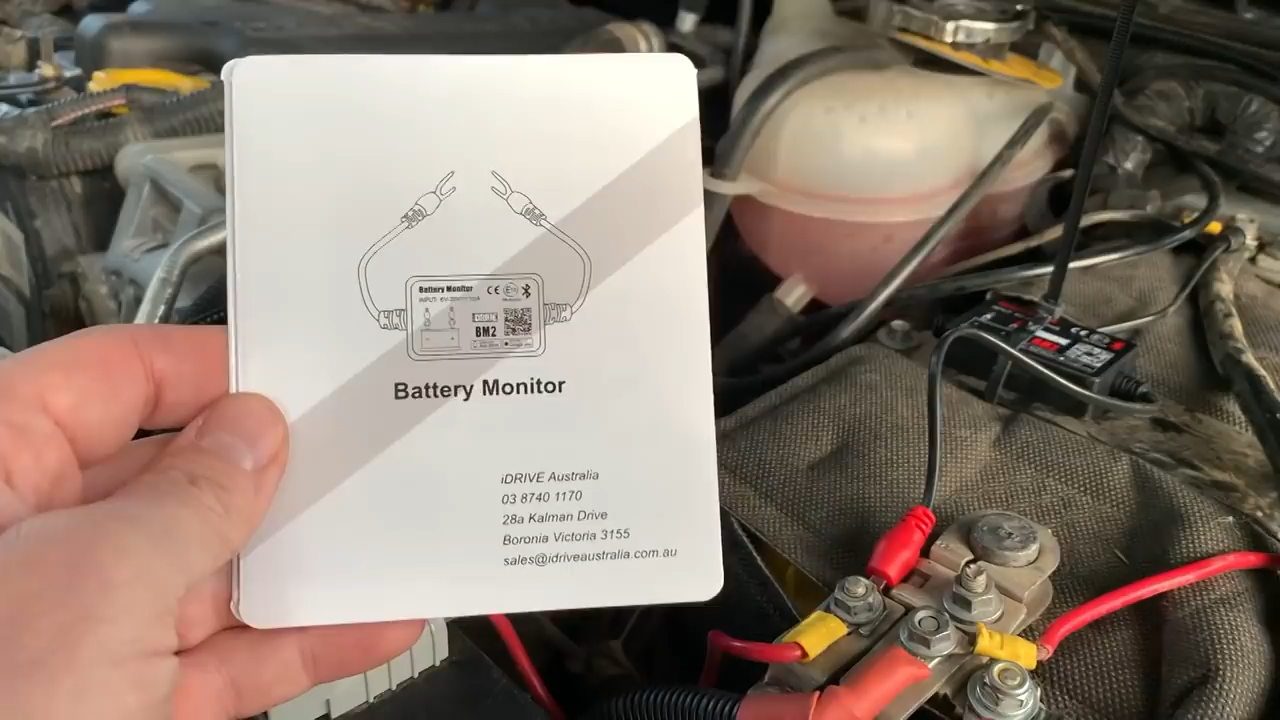 Battery Monitor
BM2
Battery Monitor
iDRIVE Australia
03 8740 1170
28a Kalman Drive
Boronia Victoria 3155
sales@idriveaustralia.com.au